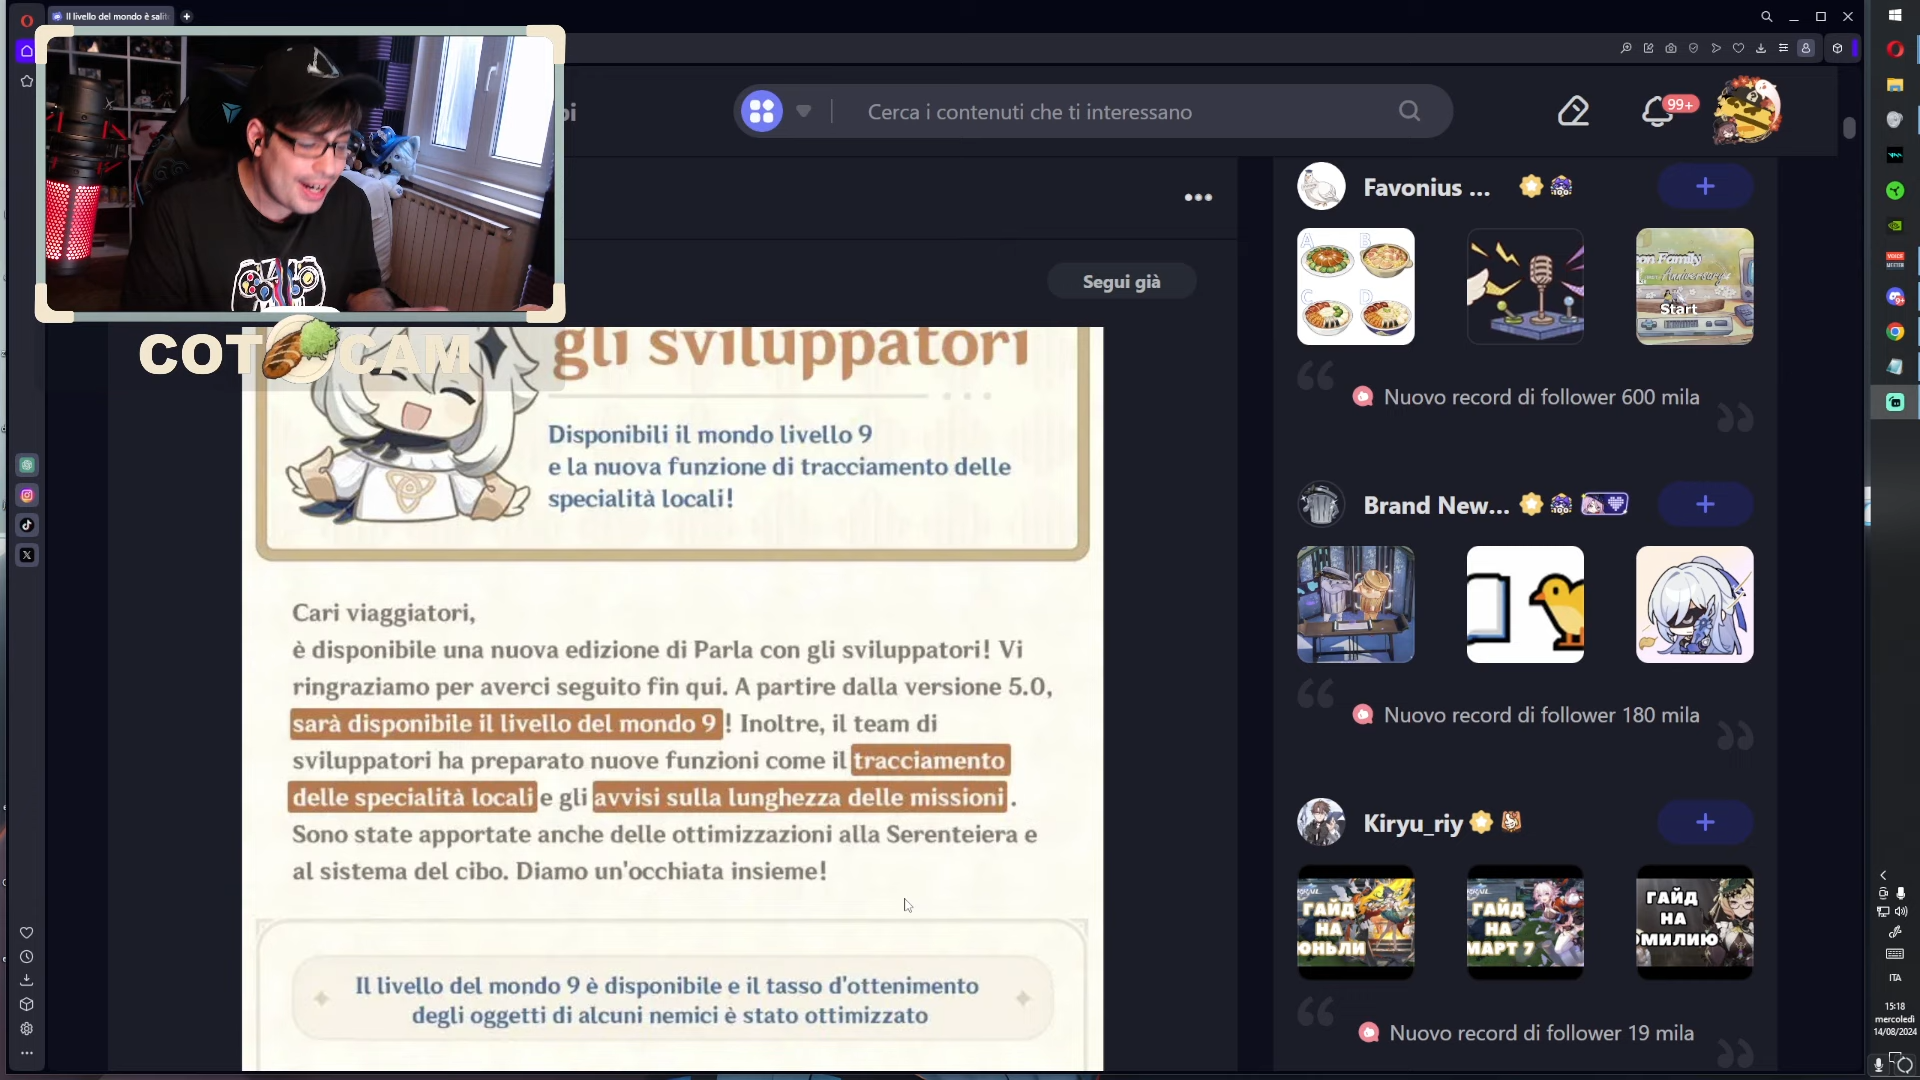 Il livello del mondo è salit
Cerca i contenuti che ti interessano
99+
Segui già
COTOCAM
gli sviluppatori
Disponibili il mondo livello 9
e la nuova funzione di tracciamento delle
specialità locali!
Cari viaggiatori,
è disponibile una nuova edizione di Parla con gli sviluppatori! Vi
ringraziamo per averci seguito fin qui. A partire dalla versione 5.0,
sarà disponibile il livello del mondo 9 ! Inoltre, il team di
sviluppatori ha preparato nuove funzioni come il tracciamento
delle specialità locali e gli avvisi sulla lunghezza delle missioni .
Sono state apportate anche delle ottimizzazioni alla Serenteiera e
al sistema del cibo. Diamo un'occhiata insieme!
Il livello del mondo 9 è disponibile e il tasso d'ottenimento
degli oggetti di alcuni nemici è stato ottimizzato
Favonius ...
A B
C D
Start
Nuovo record di follower 600 mila
Brand New...
Nuovo record di follower 180 mila
Kiryu_riy
ГАЙД
НА
ЮНЬЛИ
ГАЙД
НА
МАРТ 7
ГАЙД
НА
ОМИЛИЮ
Nuovo record di follower 19 mila
ITA
15:18
mercoledì
14/08/2024